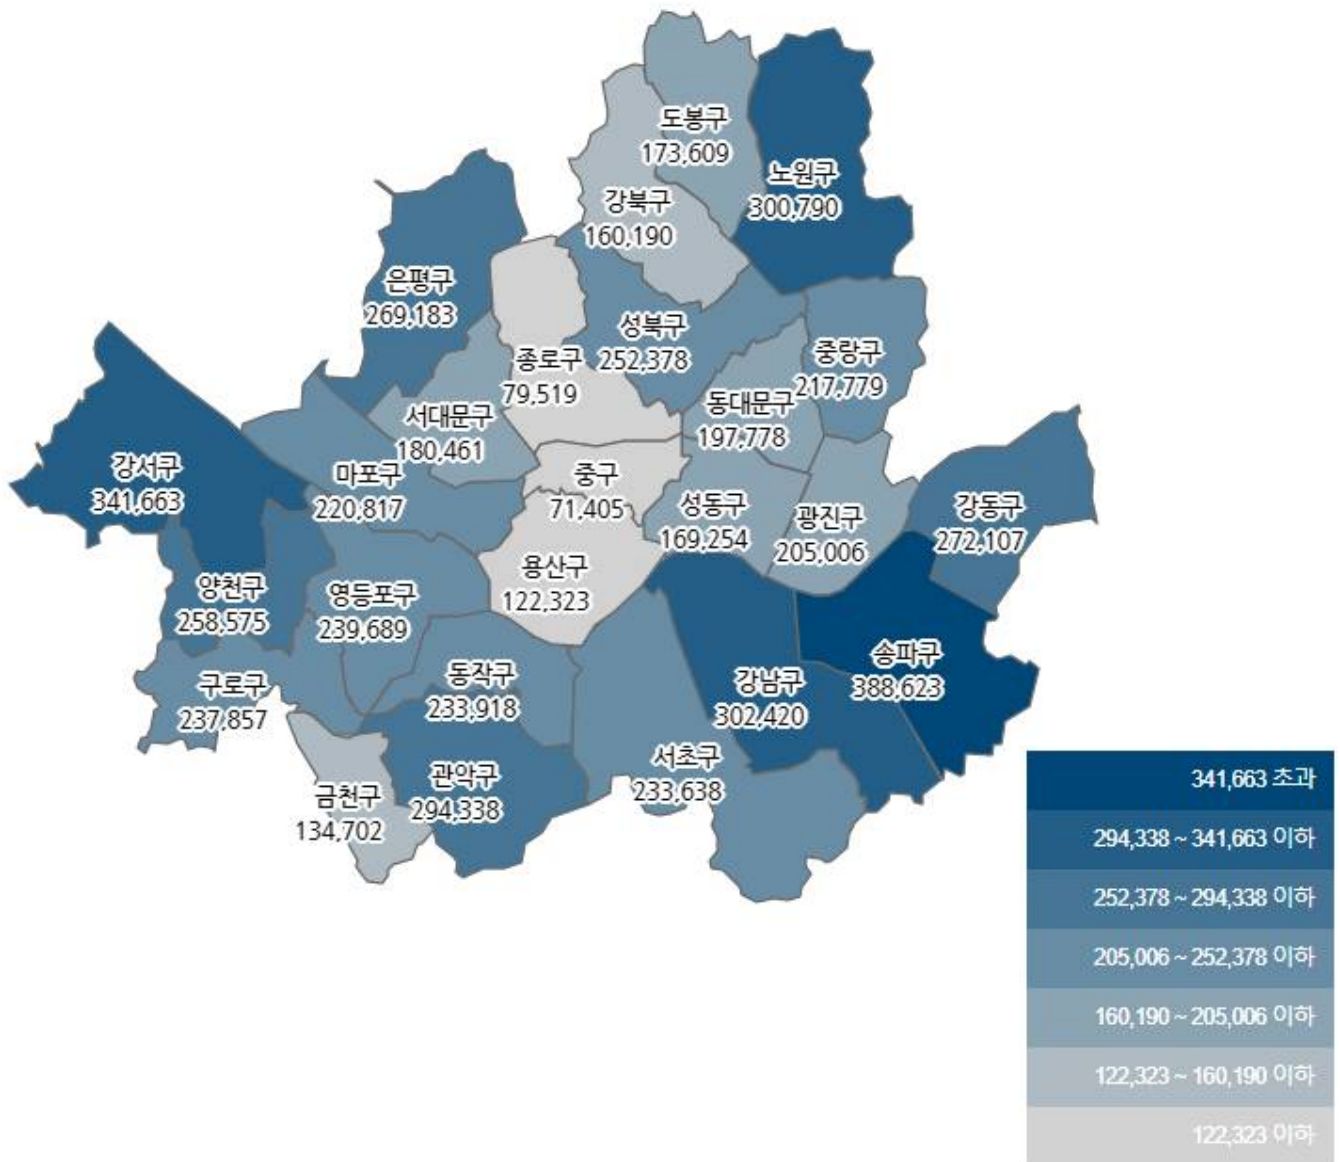 도봉구
173,609
노원구
300,790
강북구
160,190
은평구
269,183
성북구
252,378
중랑구
217,779
종로구
79,519
동대문구
197,778
서대문구
180,461
강서구
341,663
마포구
220,817
중구
71,405
성동구
169,254
광진구
205,006
강동구
272,107
용산구
122,323
양천구
258,575
영등포구
239,689
송파구
388,623
구로구
237,857
동작구
233,918
강남구
302,420
서초구
233,638
관악구
294,338
금천구
134,702
341,663 초과
294,338 ~ 341,663 이하
252,378 ~ 294,338 이하
205,006 ~ 252,378 이하
160,190 ~ 205,006 이하
122,323 ~ 160,190 이하
122,323 이하